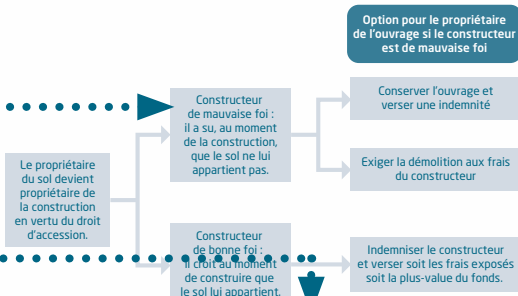 Option pour le propriétaire
de l'ouvrage si le constructeur
est de mauvaise foi
Constructeur
de mauvaise foi :
il a su, au moment
de la construction,
que le sol ne lui
appartient pas.
Conserver l'ouvrage et
verser une indemnité
Exiger la démolition aux frais
du constructeur
Le propriétaire
du sol devient
propriétaire de
la construction
en vertu du droit
d'accession.
Constructeur
de bonne foi :
il croit au moment
de construire que
le sol lui appartient.
Indemniser le constructeur
et verser soit les frais exposés
soit la plus-value du fonds.